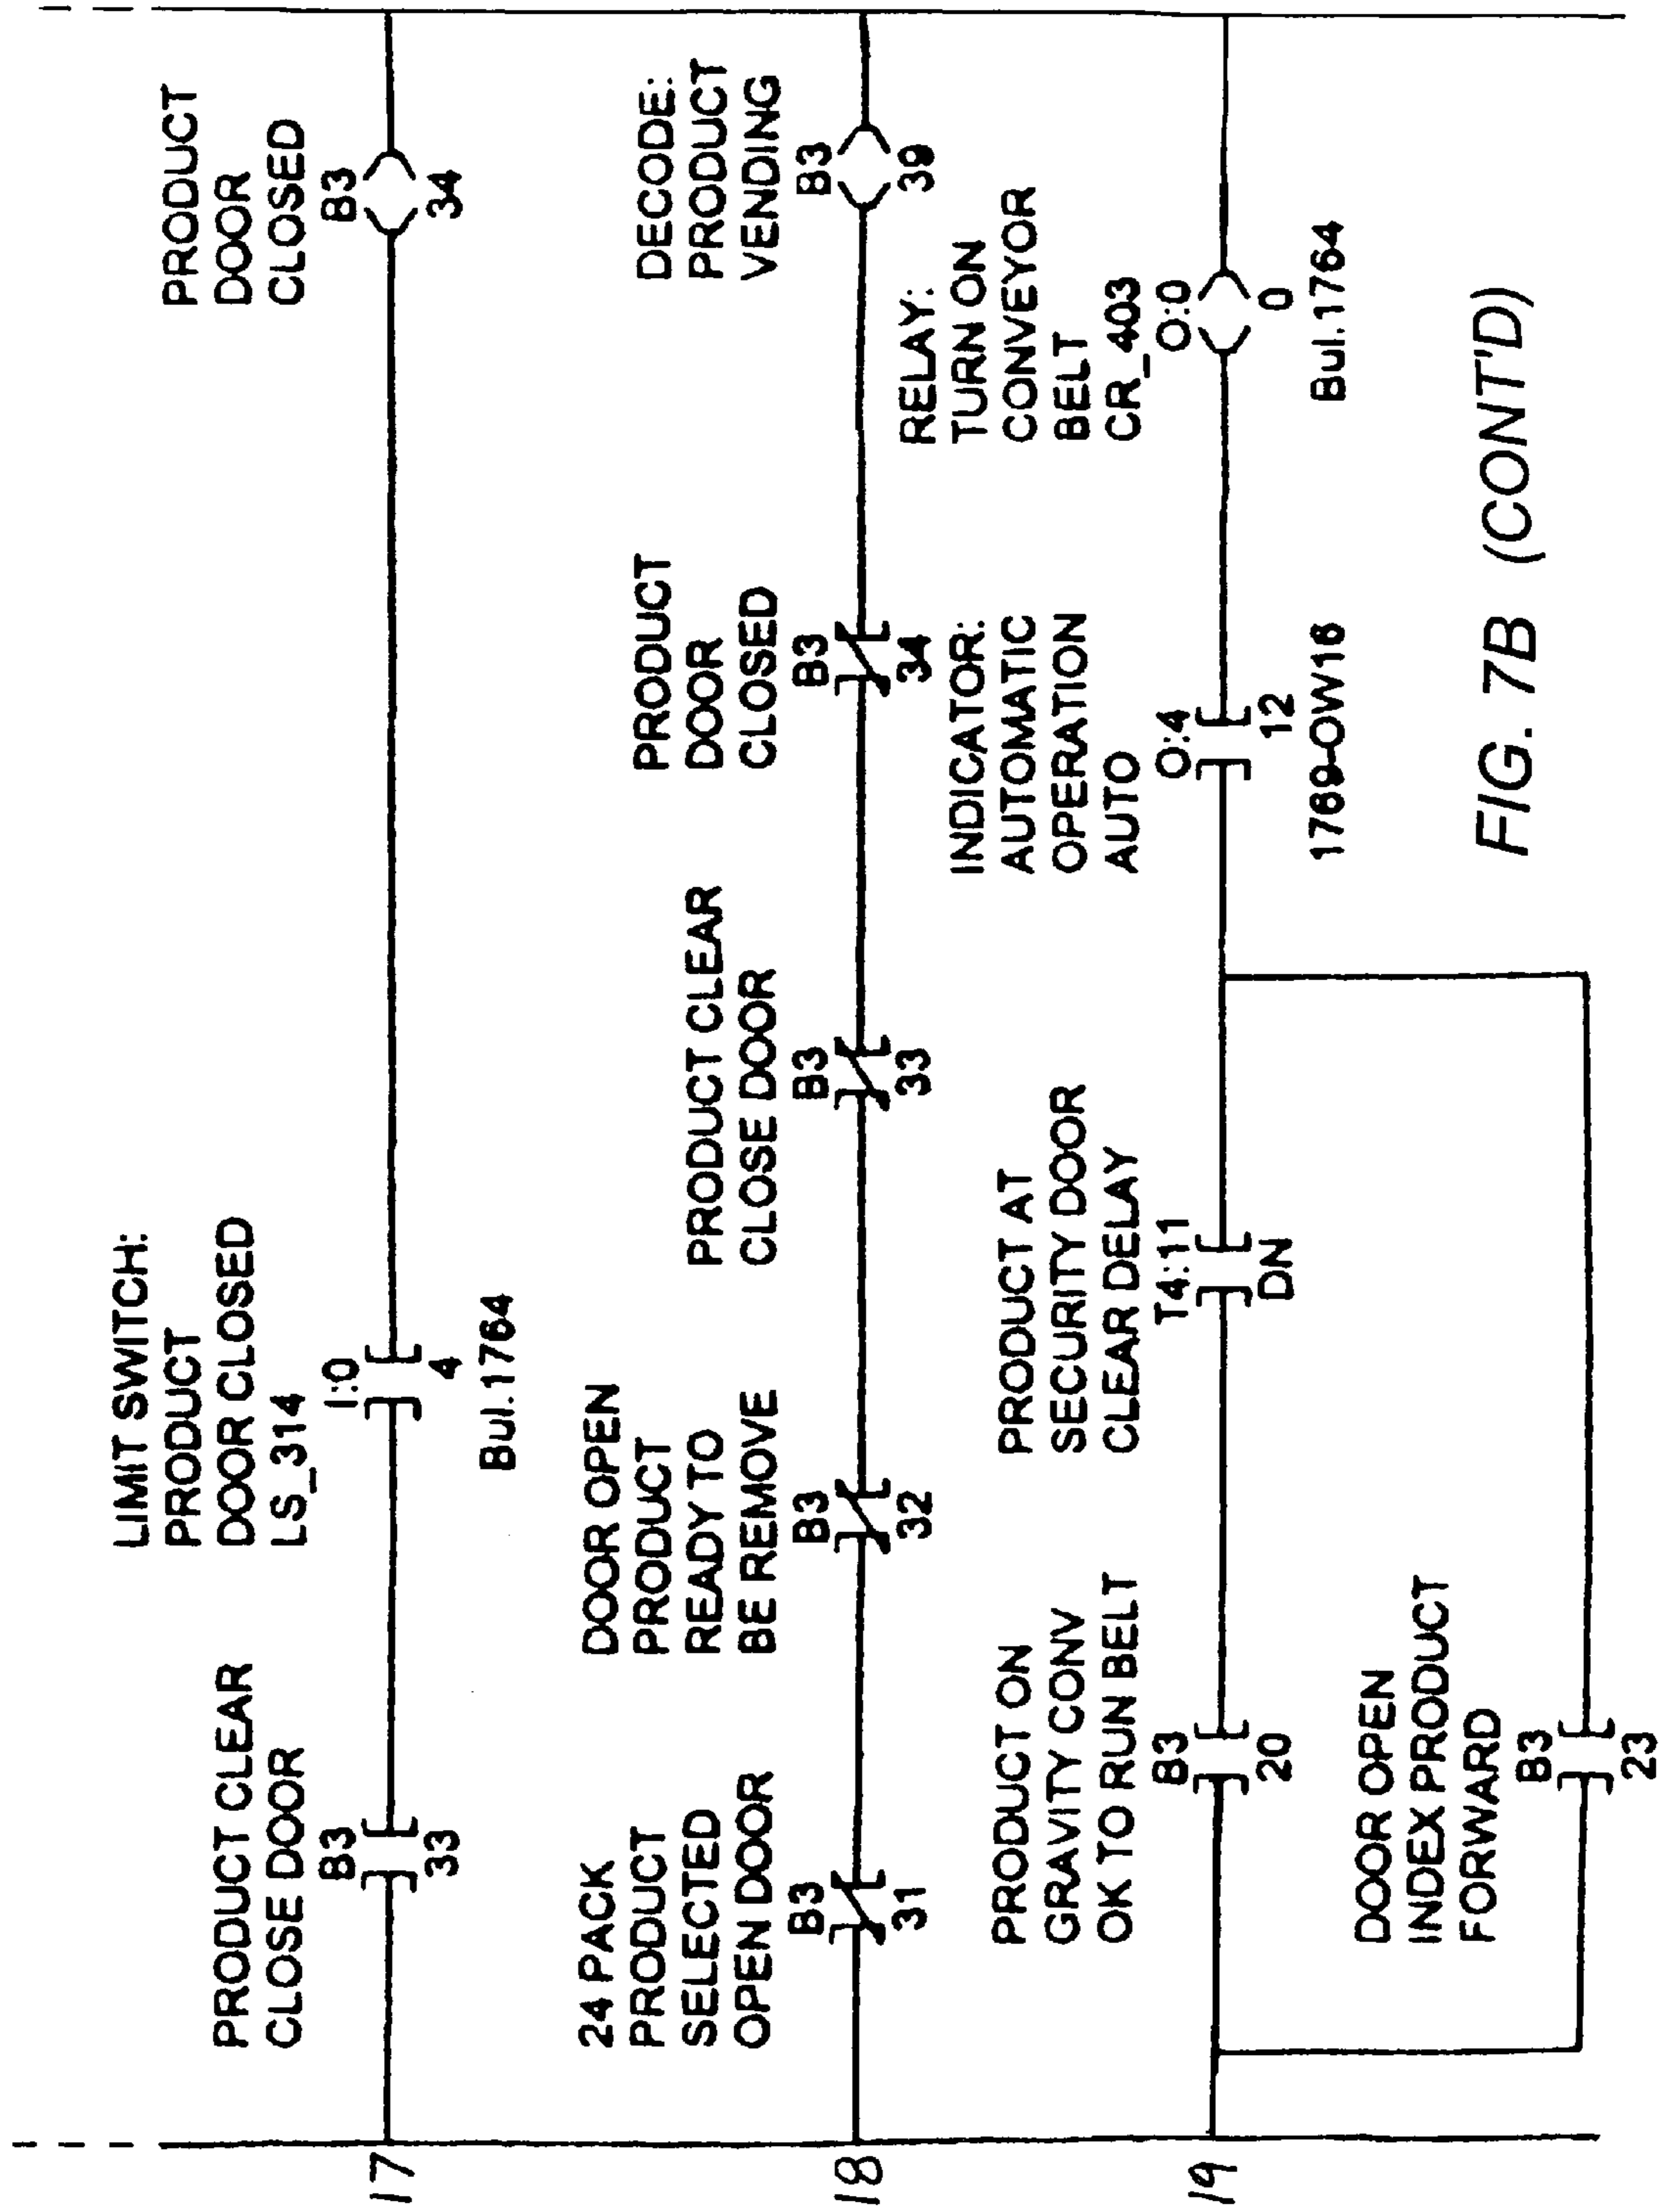 17
PRODUCT CLEAR
CLOSE DOOR
B3
33
LIMIT SWITCH:
PRODUCT
DOOR CLOSED
LS_314
I:0
4
Bul.1764
PRODUCT
DOOR
CLOSED
B3
34
18
24 PACK
PRODUCT
SELECTED
OPEN DOOR
B3
31
DOOR OPEN
PRODUCT
READY TO
BE REMOVE
B3
32
PRODUCT CLEAR
CLOSE DOOR
B3
33
PRODUCT
DOOR
CLOSED
B3
34
DECODE:
PRODUCT
VENDING
B3
39
19
PRODUCT ON
GRAVITY CONV
OK TO RUN BELT
B3
20
PRODUCT AT
SECURITY DOOR
CLEAR DELAY
T4:11
DN
INDICATOR:
AUTOMATIC
OPERATION
AUTO
O:4
12
1769-OW16
RELAY:
TURN ON
CONVEYOR
BELT
CR_403
O:0
0
Bul.1764
DOOR OPEN
INDEX PRODUCT
FORWARD
B3
23
FIG. 7B (CONT'D)